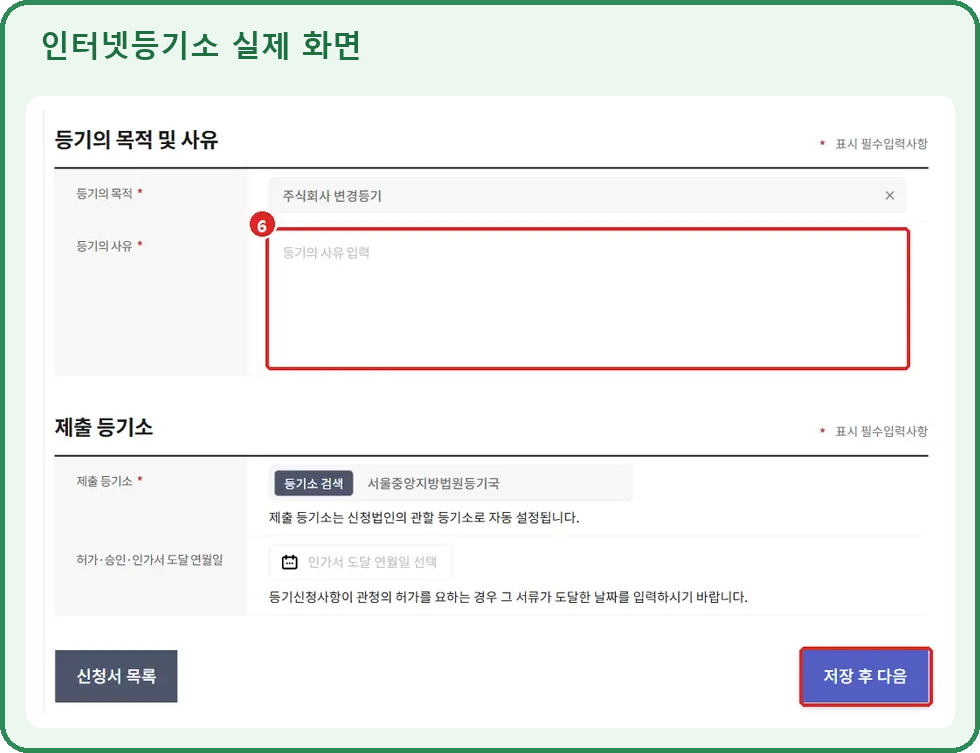 인터넷등기소 실제 화면
등기의 목적 및 사유
* 표시 필수입력사항
등기의 목적 *
주식회사 변경등기
×
6
등기의 사유 *
등기의 사유 입력
제출 등기소
* 표시 필수입력사항
제출 등기소 *
등기소 검색
서울중앙지방법원등기국
제출 등기소는 신청법인의 관할 등기소로 자동 설정됩니다.
허가·승인·인가서 도달 연월일
인가서 도달 연월일 선택
등기신청사항이 관청의 허가를 요하는 경우 그 서류가 도달한 날짜를 입력하시기 바랍니다.
신청서 목록
저장 후 다음